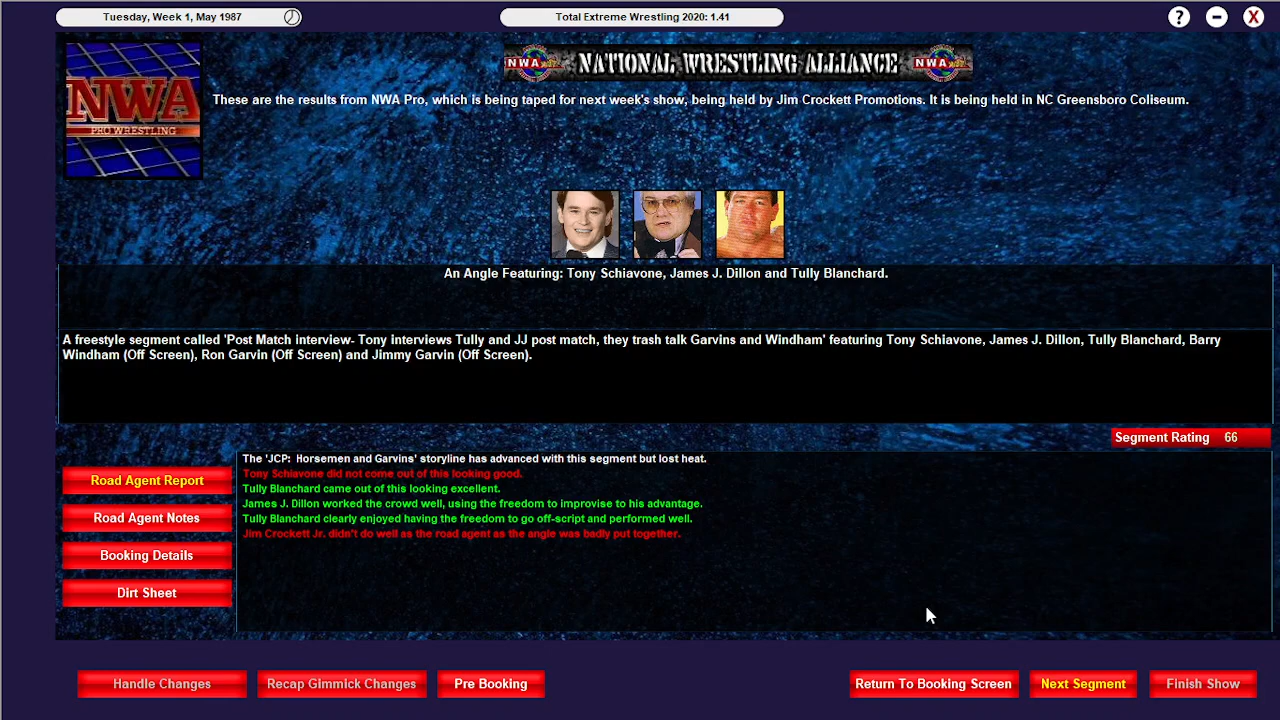 Tuesday, Week 1, May 1987
Total Extreme Wrestling 2020: 1.41
?
X
NWA
PRO WRESTLING
NWA
NATIONAL WRESTLING ALLIANCE
NWA
These are the results from NWA Pro, which is being taped for next week's show, being held by Jim Crockett Promotions. It is being held in NC Greensboro Coliseum.
An Angle Featuring: Tony Schiavone, James J. Dillon and Tully Blanchard.
A freestyle segment called 'Post Match interview- Tony interviews Tully and JJ post match, they trash talk Garvins and Windham' featuring Tony Schiavone, James J. Dillon, Tully Blanchard, Barry
Windham (Off Screen), Ron Garvin (Off Screen) and Jimmy Garvin (Off Screen).
Segment Rating 66
Road Agent Report
Road Agent Notes
Booking Details
Dirt Sheet
The 'JCP: Horsemen and Garvins' storyline has advanced with this segment but lost heat.
Tony Schiavone did not come out of this looking good.
Tully Blanchard came out of this looking excellent.
James J. Dillon worked the crowd well, using the freedom to improvise to his advantage.
Tully Blanchard clearly enjoyed having the freedom to go off-script and performed well.
Jim Crockett Jr. didn't do well as the road agent as the angle was badly put together.
Handle Changes
Recap Gimmick Changes
Pre Booking
Return To Booking Screen
Next Segment
Finish Show